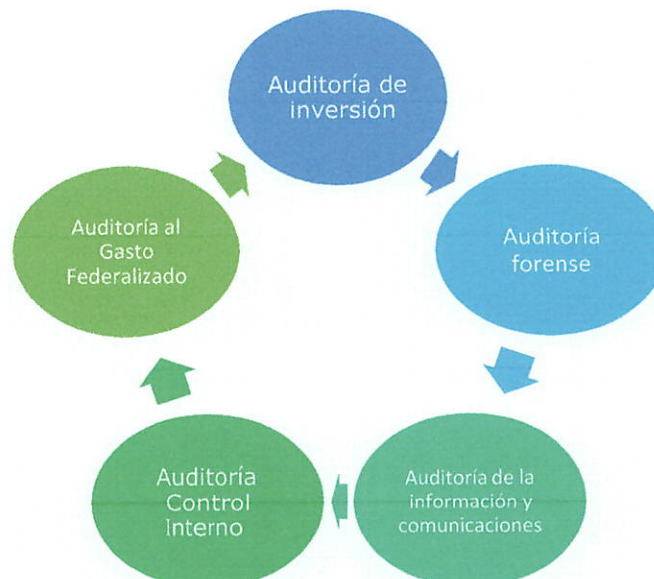 Auditoría de
inversión
Auditoría
forense
Auditoría de la
información y
comunicaciones
Auditoría
Control
Interno
Auditoría al
Gasto
Federalizado